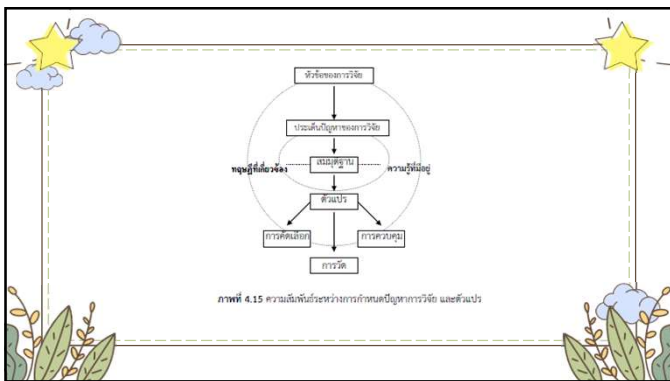 หัวข้อของการวิจัย
ประเด็นปัญหาของการวิจัย
ทฤษฎีที่เกี่ยวข้อง สมมุติฐาน ความรู้ที่มีอยู่
ตัวแปร
การคัดเลือก การควบคุม
การวัด
ภาพที่ 4.15 ความสัมพันธ์ระหว่างการกำหนดปัญหาการวิจัย และตัวแปร